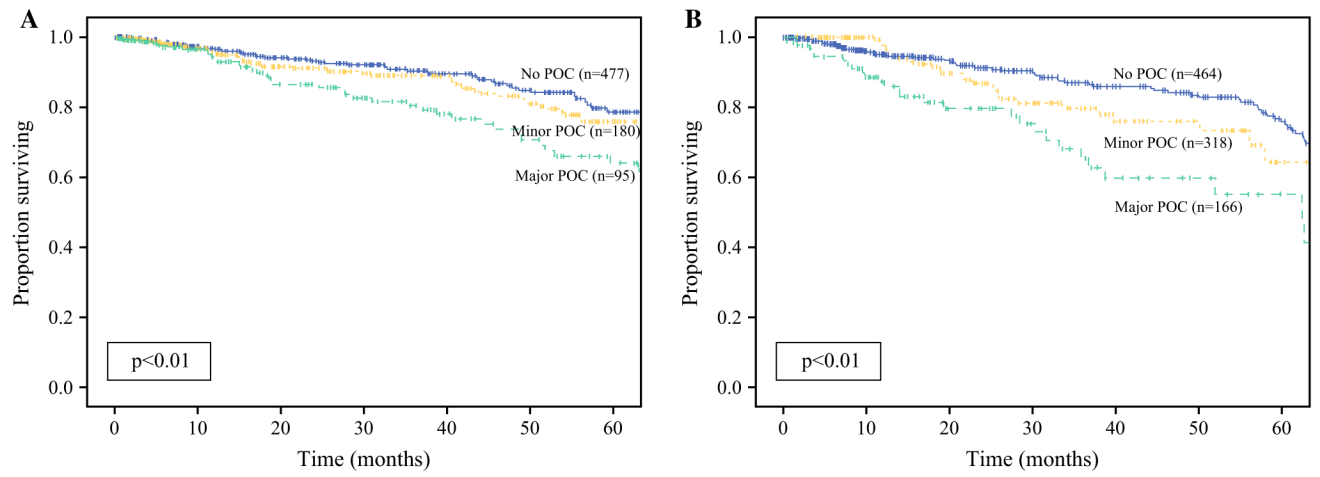 A
1.0
0.8
0.6
0.4
0.2
0.0
Proportion surviving
No POC (n=477)
Minor POC (n=180)
Major POC (n=95)
p<0.01
0 10 20 30 40 50 60
Time (months)
B
1.0
0.8
0.6
0.4
0.2
0.0
Proportion surviving
No POC (n=464)
Minor POC (n=318)
Major POC (n=166)
p<0.01
0 10 20 30 40 50 60
Time (months)